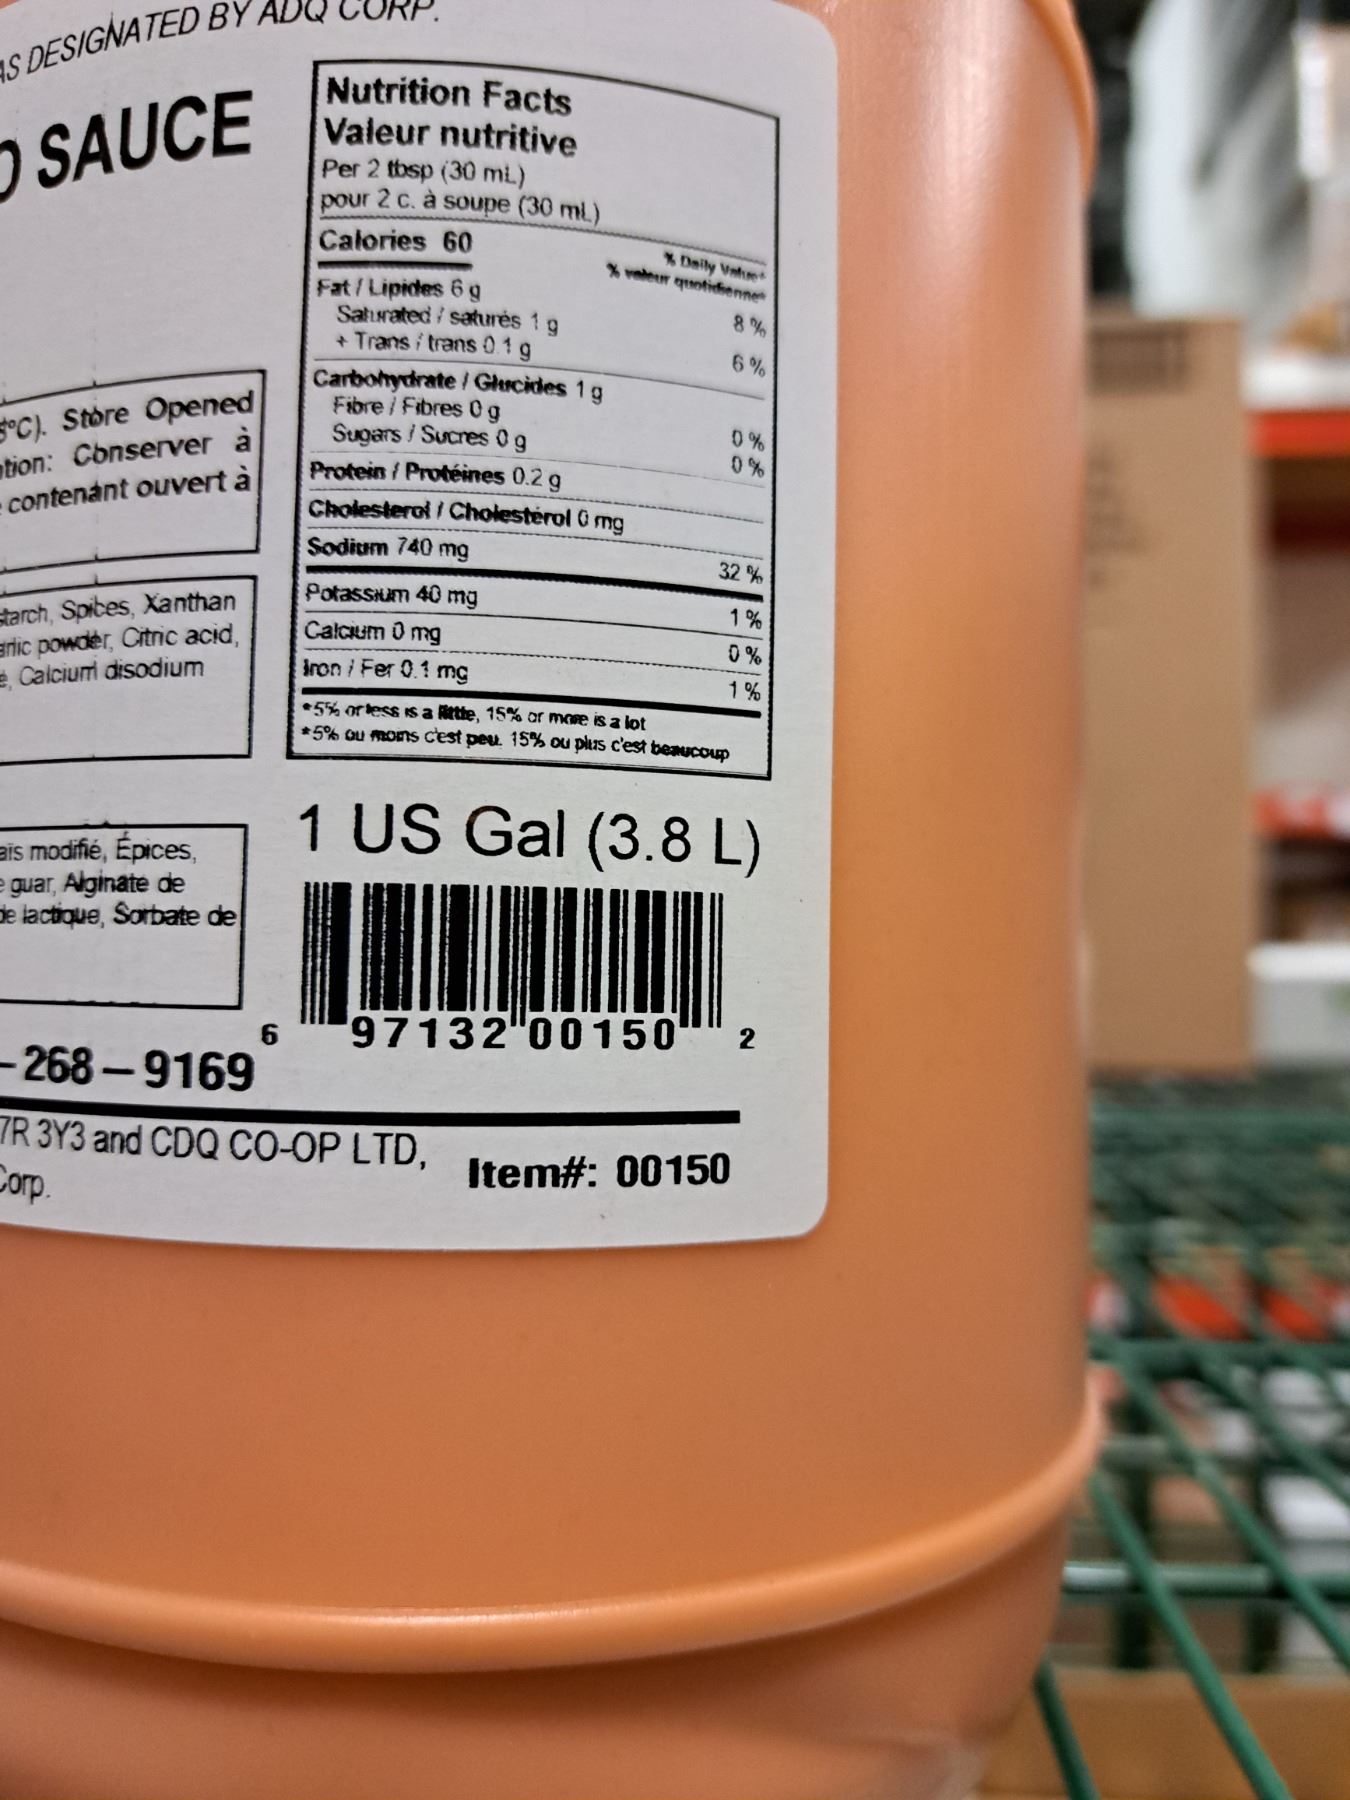 AS DESIGNATED BY ADQ CORP.
SAUCE
Nutrition Facts
Valeur nutritive
Per 2 tbsp (30 mL)
pour 2 c. à soupe (30 mL)
Calories 60
% Daily Value*
% valeur quotidienne*
Fat / Lipides 6 g 8 %
Saturated / saturés 1 g
+ Trans / trans 0.1 g 6 %
Carbohydrate / Glucides 1 g
Fibre / Fibres 0 g 0 %
Sugars / Sucres 0 g 0 %
Protein / Protéines 0.2 g
Cholesterol / Cholestérol 0 mg
Sodium 740 mg 32 %
Potassium 40 mg 1 %
Calcium 0 mg 0 %
Iron / Fer 0.1 mg 1 %
*5% or less is a little, 15% or more is a lot
*5% ou moins c'est peu. 15% ou plus c'est beaucoup
°C). Store Opened
tion: Conserver à
contenant ouvert à
starch, Spices, Xanthan
arlic powder, Citric acid,
Calcium disodium
aïs modifié, Épices,
guar, Alginate de
de lactique, Sorbate de
1 US Gal (3.8 L)
6 97132 00150 2
-268-9169
7R 3Y3 and CDQ CO-OP LTD,
Corp.
Item#: 00150